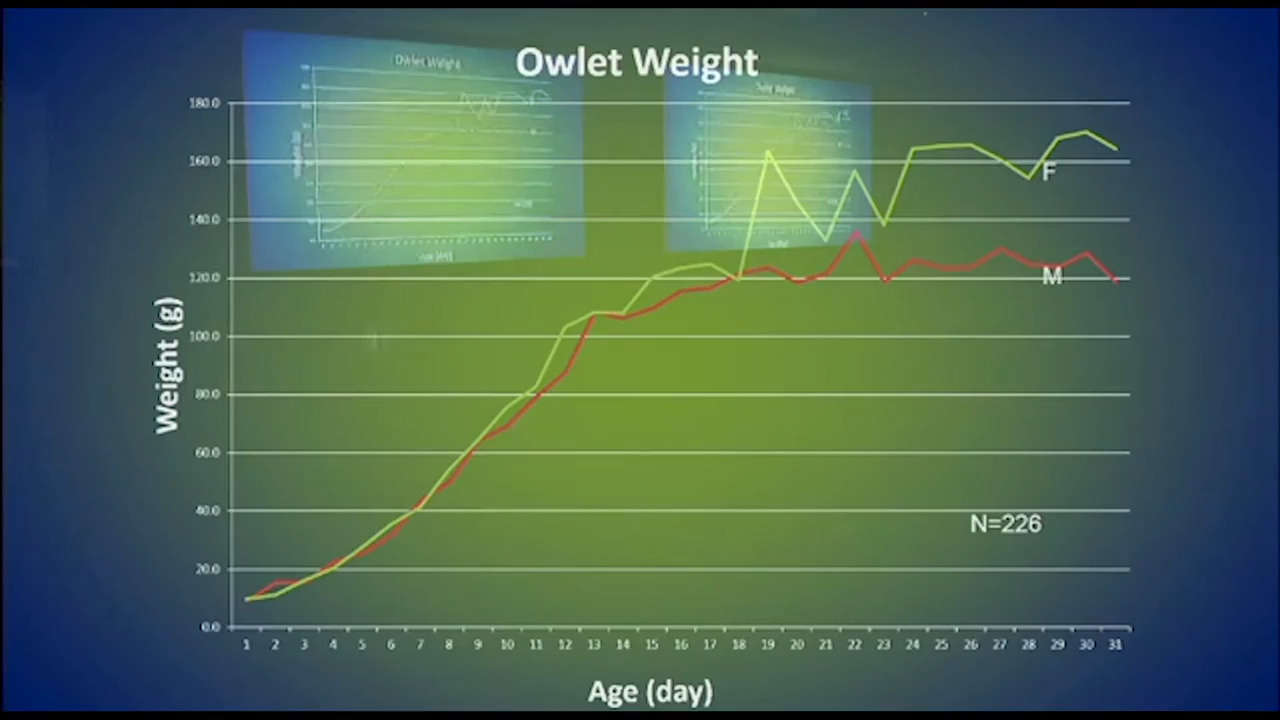 Owlet Weight
180.0
160.0
140.0
120.0
100.0
80.0
60.0
40.0
20.0
0.0
Weight (g)
F
M
N=226
1 2 3 4 5 6 7 8 9 10 11 12 13 14 15 16 17 18 19 20 21 22 23 24 25 26 27 28 29 30 31
Age (day)
Owlet Weight